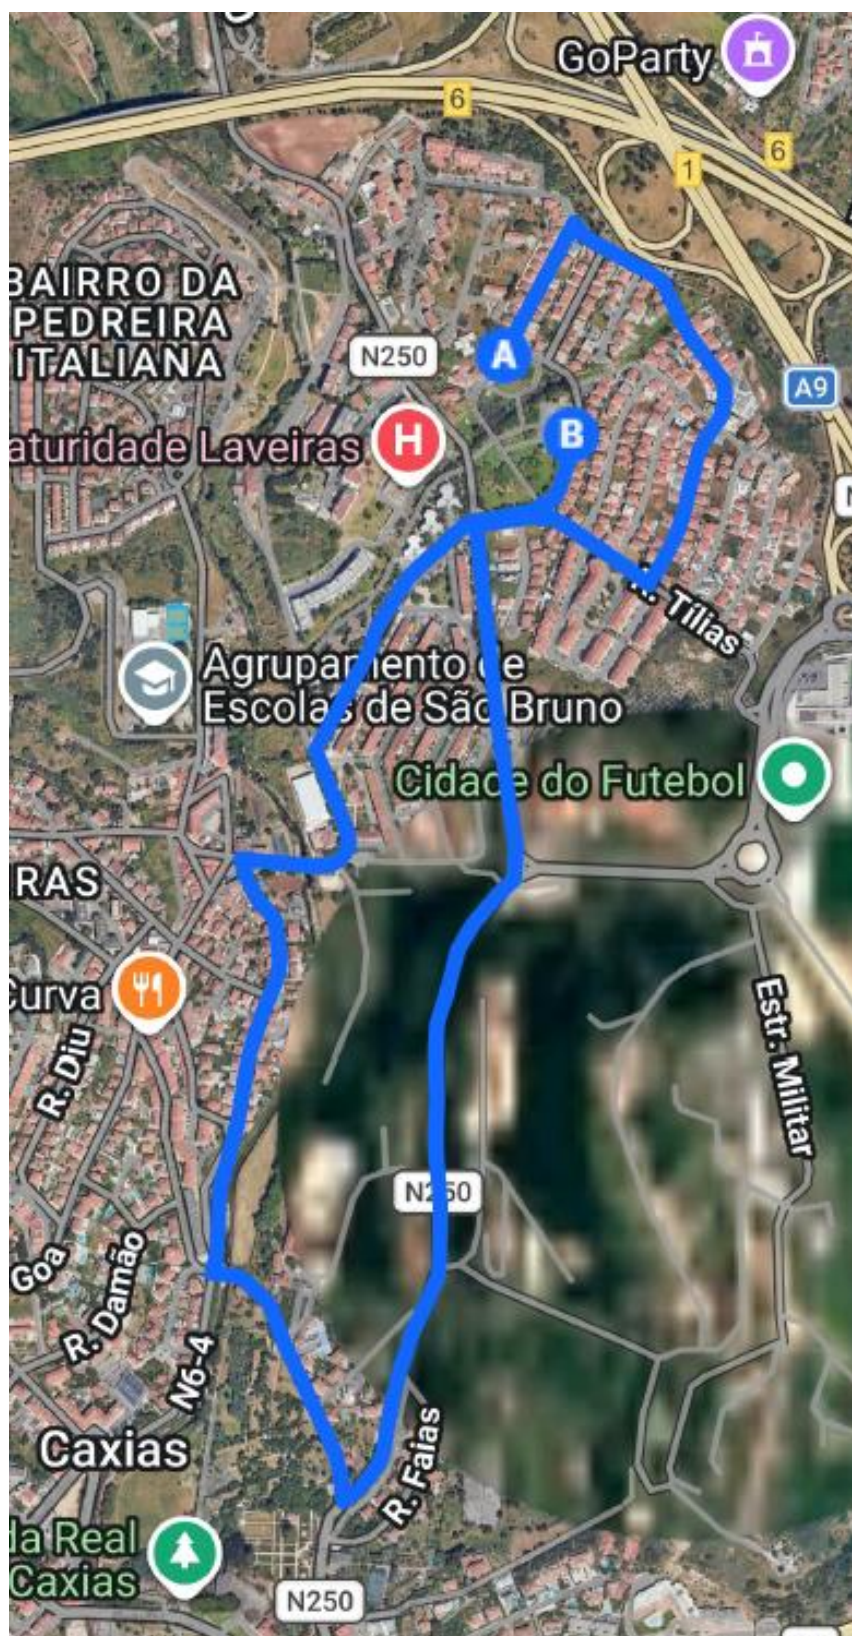 GoParty
6
1
6
BAIRRO DA
PEDREIRA
ITALIANA
N250
A
A9
B
aturidade Laveiras
H
R. Tílias
Agrupamento de
Escolas de São Bruno
Cidade do Futebol
RAS
Curva
R. Diu
Estr. Militar
N250
Goa
R. Damão
N6-4
Caxias
R. Faias
da Real
Caxias
N250